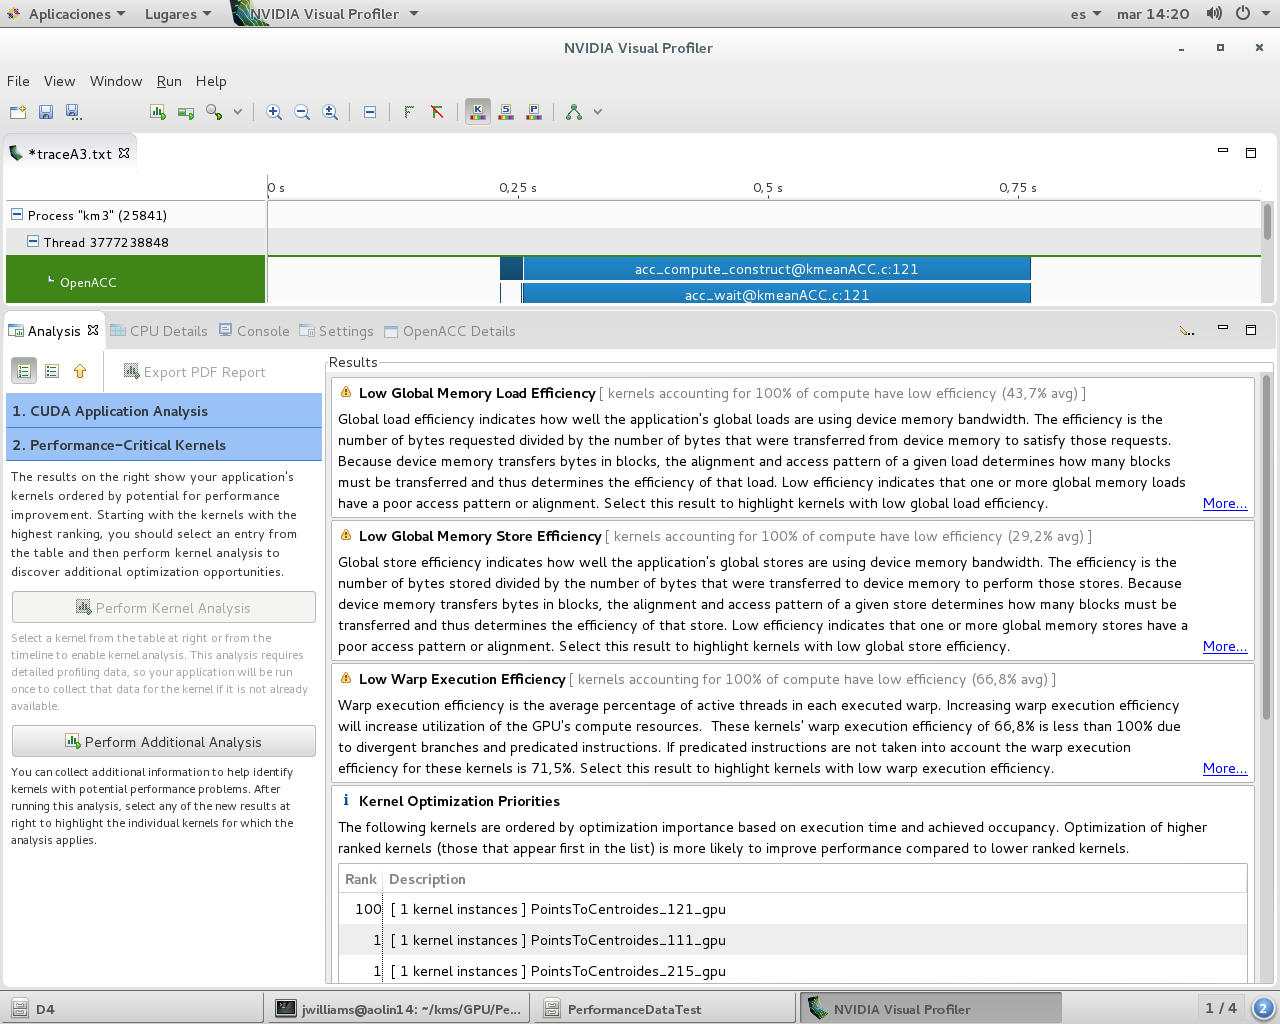 Aplicaciones Lugares NVIDIA Visual Profiler es mar 14:20
NVIDIA Visual Profiler
File View Window Run Help
K S P
*traceA3.txt
0 s 0,25 s 0,5 s 0,75 s
Process "km3" (25841)
Thread 3777238848
OpenACC
acc_compute_construct@kmeanACC.c:121
acc_wait@kmeanACC.c:121
Analysis CPU Details Console Settings OpenACC Details
Export PDF Report
1. CUDA Application Analysis
2. Performance-Critical Kernels
The results on the right show your application's
kernels ordered by potential for performance
improvement. Starting with the kernels with the
highest ranking, you should select an entry from
the table and then perform kernel analysis to
discover additional optimization opportunities.
Perform Kernel Analysis
Select a kernel from the table at right or from the
timeline to enable kernel analysis. This analysis requires
detailed profiling data, so your application will be run
once to collect that data for the kernel if it is not already
available.
Perform Additional Analysis
You can collect additional information to help identify
kernels with potential performance problems. After
running this analysis, select any of the new results at
right to highlight the individual kernels for which the
analysis applies.
Results
Low Global Memory Load Efficiency [ kernels accounting for 100% of compute have low efficiency (43,7% avg) ]
Global load efficiency indicates how well the application's global loads are using device memory bandwidth. The efficiency is the
number of bytes requested divided by the number of bytes that were transferred from device memory to satisfy those requests.
Because device memory transfers bytes in blocks, the alignment and access pattern of a given load determines how many blocks
must be transferred and thus determines the efficiency of that load. Low efficiency indicates that one or more global memory loads
have a poor access pattern or alignment. Select this result to highlight kernels with low global load efficiency. More...
Low Global Memory Store Efficiency [ kernels accounting for 100% of compute have low efficiency (29,2% avg) ]
Global store efficiency indicates how well the application's global stores are using device memory bandwidth. The efficiency is the
number of bytes stored divided by the number of bytes that were transferred to device memory to perform those stores. Because
device memory transfers bytes in blocks, the alignment and access pattern of a given store determines how many blocks must be
transferred and thus determines the efficiency of that store. Low efficiency indicates that one or more global memory stores have a
poor access pattern or alignment. Select this result to highlight kernels with low global store efficiency. More...
Low Warp Execution Efficiency [ kernels accounting for 100% of compute have low efficiency (66,8% avg) ]
Warp execution efficiency is the average percentage of active threads in each executed warp. Increasing warp execution efficiency
will increase utilization of the GPU's compute resources. These kernels' warp execution efficiency of 66,8% is less than 100% due
to divergent branches and predicated instructions. If predicated instructions are not taken into account the warp execution
efficiency for these kernels is 71,5%. Select this result to highlight kernels with low warp execution efficiency. More...
Kernel Optimization Priorities
The following kernels are ordered by optimization importance based on execution time and achieved occupancy. Optimization of higher
ranked kernels (those that appear first in the list) is more likely to improve performance compared to lower ranked kernels.
Rank Description
100 [ 1 kernel instances ] PointsToCentroides_121_gpu
1 [ 1 kernel instances ] PointsToCentroides_111_gpu
1 [ 1 kernel instances ] PointsToCentroides_215_gpu
D4 jwilliams@aolin14: ~/kms/GPU/Pe... PerformanceDataTest NVIDIA Visual Profiler 1 / 4 2